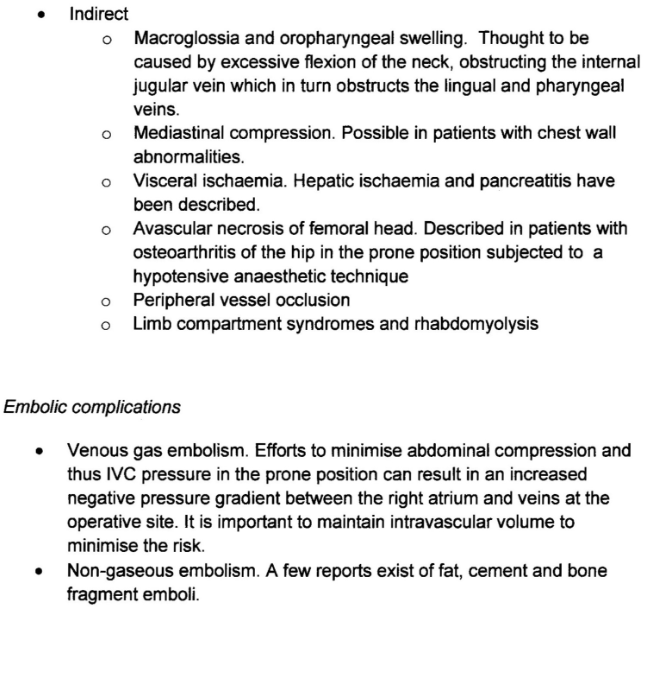 • Indirect
o Macroglossia and oropharyngeal swelling. Thought to be
caused by excessive flexion of the neck, obstructing the internal
jugular vein which in turn obstructs the lingual and pharyngeal
veins.
o Mediastinal compression. Possible in patients with chest wall
abnormalities.
o Visceral ischaemia. Hepatic ischaemia and pancreatitis have
been described.
o Avascular necrosis of femoral head. Described in patients with
osteoarthritis of the hip in the prone position subjected to a
hypotensive anaesthetic technique
o Peripheral vessel occlusion
o Limb compartment syndromes and rhabdomyolysis
Embolic complications
• Venous gas embolism. Efforts to minimise abdominal compression and
thus IVC pressure in the prone position can result in an increased
negative pressure gradient between the right atrium and veins at the
operative site. It is important to maintain intravascular volume to
minimise the risk.
• Non-gaseous embolism. A few reports exist of fat, cement and bone
fragment emboli.